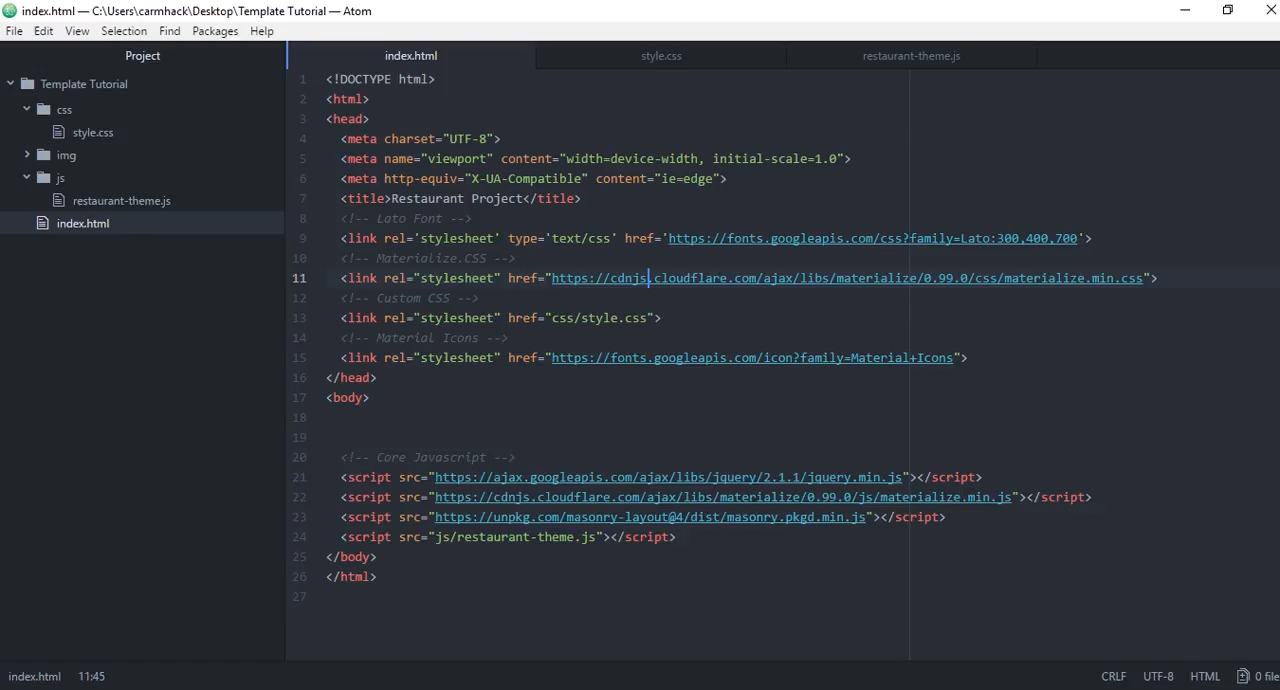 index.html — C:\Users\carmhack\Desktop\Template Tutorial — Atom
File Edit View Selection Find Packages Help
Project
Template Tutorial
css
style.css
img
js
restaurant-theme.js
index.html
index.html style.css restaurant-theme.js
1 <!DOCTYPE html>
2 <html>
3 <head>
4 <meta charset="UTF-8">
5 <meta name="viewport" content="width=device-width, initial-scale=1.0">
6 <meta http-equiv="X-UA-Compatible" content="ie=edge">
7 <title>Restaurant Project</title>
8 <!-- Lato Font -->
9 <link rel='stylesheet' type='text/css' href='https://fonts.googleapis.com/css?family=Lato:300,400,700'>
10 <!-- Materialize.CSS -->
11 <link rel="stylesheet" href="https://cdnjs.cloudflare.com/ajax/libs/materialize/0.99.0/css/materialize.min.css">
12 <!-- Custom CSS -->
13 <link rel="stylesheet" href="css/style.css">
14 <!-- Material Icons -->
15 <link rel="stylesheet" href="https://fonts.googleapis.com/icon?family=Material+Icons">
16 </head>
17 <body>
18
19
20 <!-- Core Javascript -->
21 <script src="https://ajax.googleapis.com/ajax/libs/jquery/2.1.1/jquery.min.js"></script>
22 <script src="https://cdnjs.cloudflare.com/ajax/libs/materialize/0.99.0/js/materialize.min.js"></script>
23 <script src="https://unpkg.com/masonry-layout@4/dist/masonry.pkgd.min.js"></script>
24 <script src="js/restaurant-theme.js"></script>
25 </body>
26 </html>
27
index.html 11:45 CRLF UTF-8 HTML 0 file